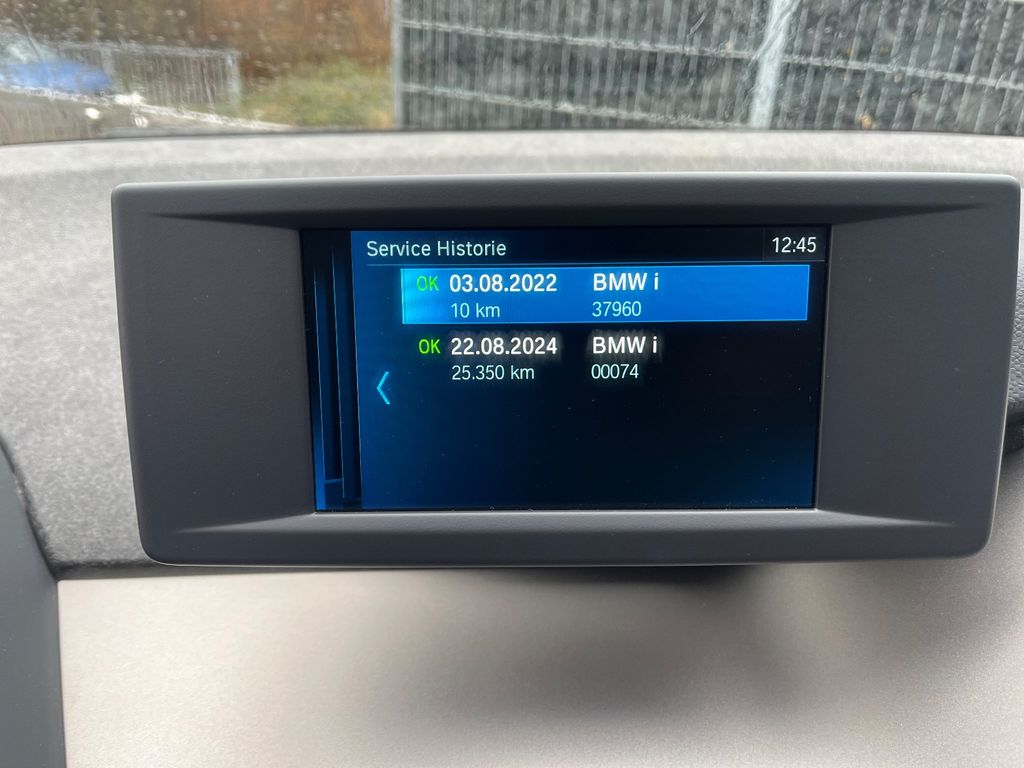 Service Historie 12:45
OK 03.08.2022 BMW i
10 km 37960
OK 22.08.2024 BMW i
25.350 km 00074